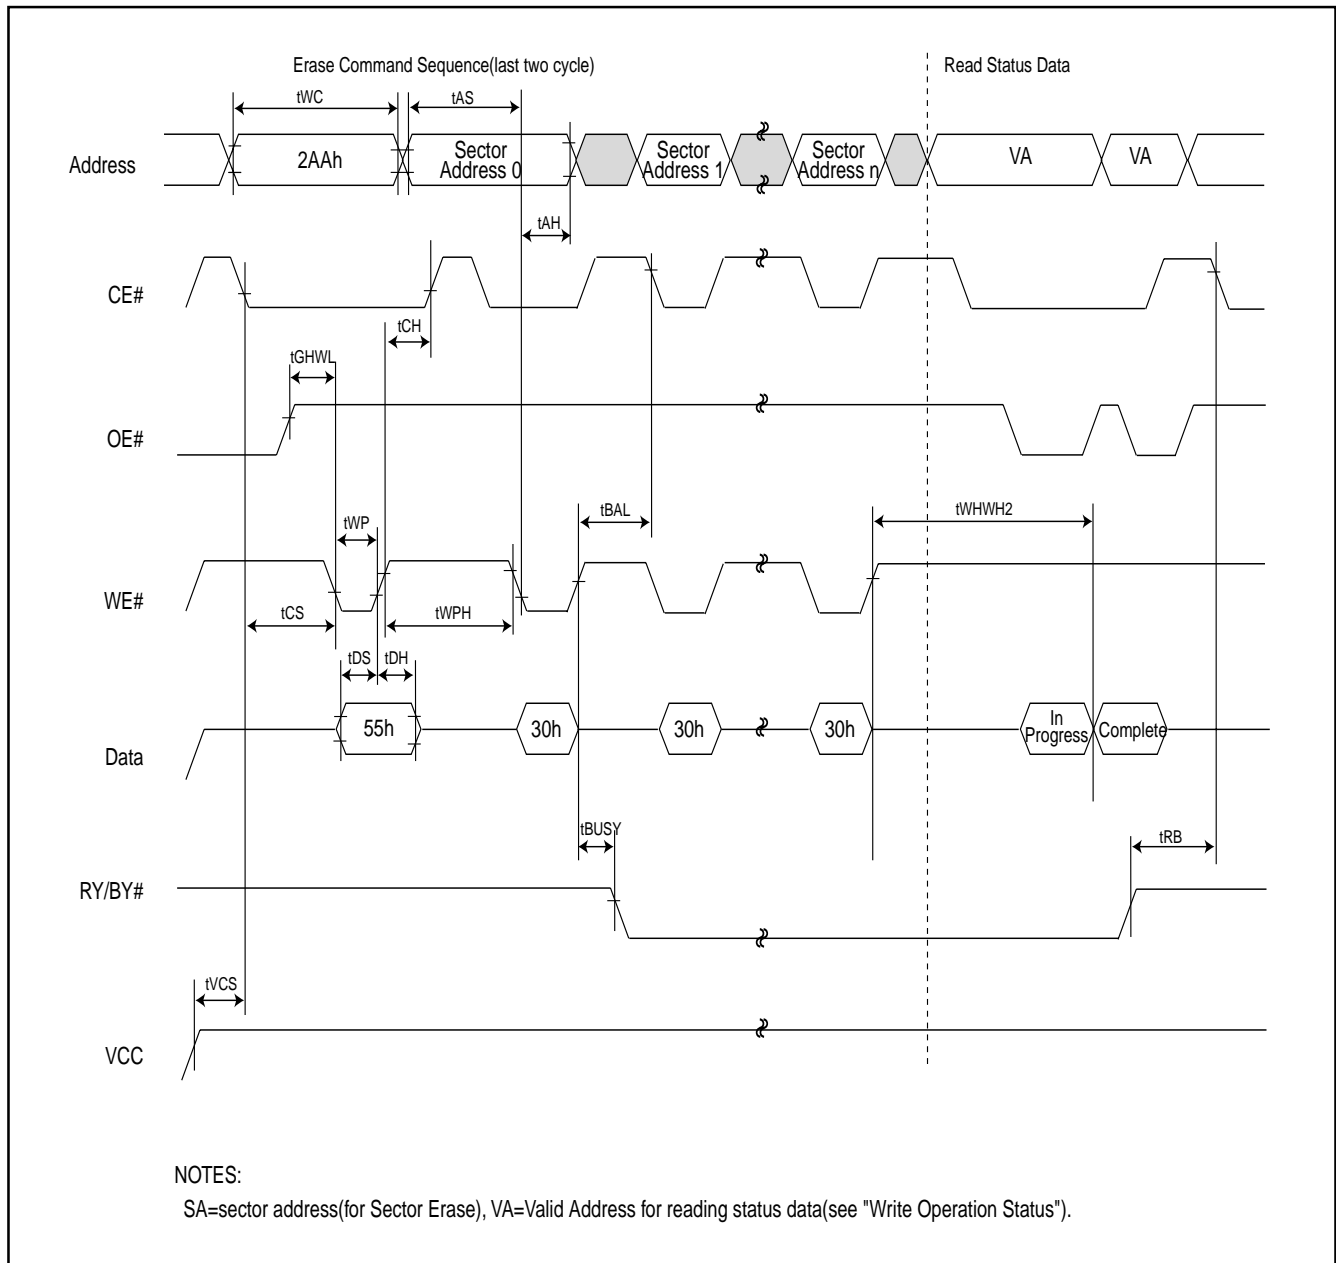 Erase Command Sequence(last two cycle)
Read Status Data
tWC
tAS
Address
2AAh
Sector
Address 0
Sector
Address 1
Sector
Address n
VA
VA
tAH
CE#
tCH
tGHWL
OE#
tBAL
tWHWH2
tWP
WE#
tCS
tWPH
tDS
tDH
55h
30h
30h
30h
In
Progress
Complete
Data
tBUSY
tRB
RY/BY#
tVCS
VCC
NOTES:
SA=sector address(for Sector Erase), VA=Valid Address for reading status data(see "Write Operation Status").